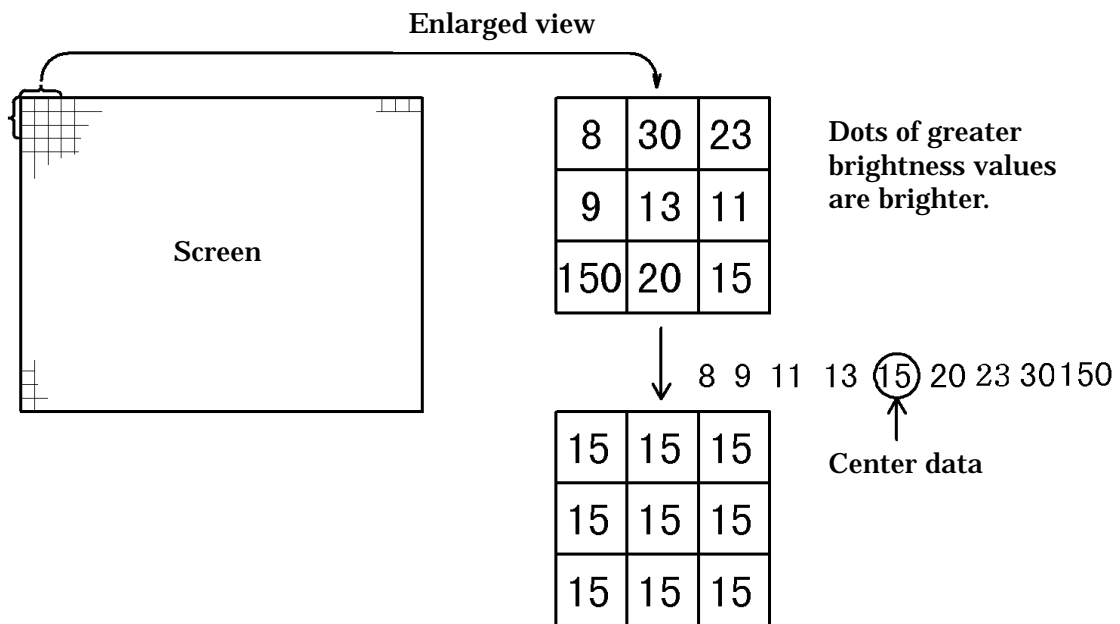 Enlarged view
8 30 23
9 13 11
150 20 15
Dots of greater
brightness values
are brighter.
Screen
8 9 11 13 15 20 23 30 150
15 15 15
15 15 15
15 15 15
Center data